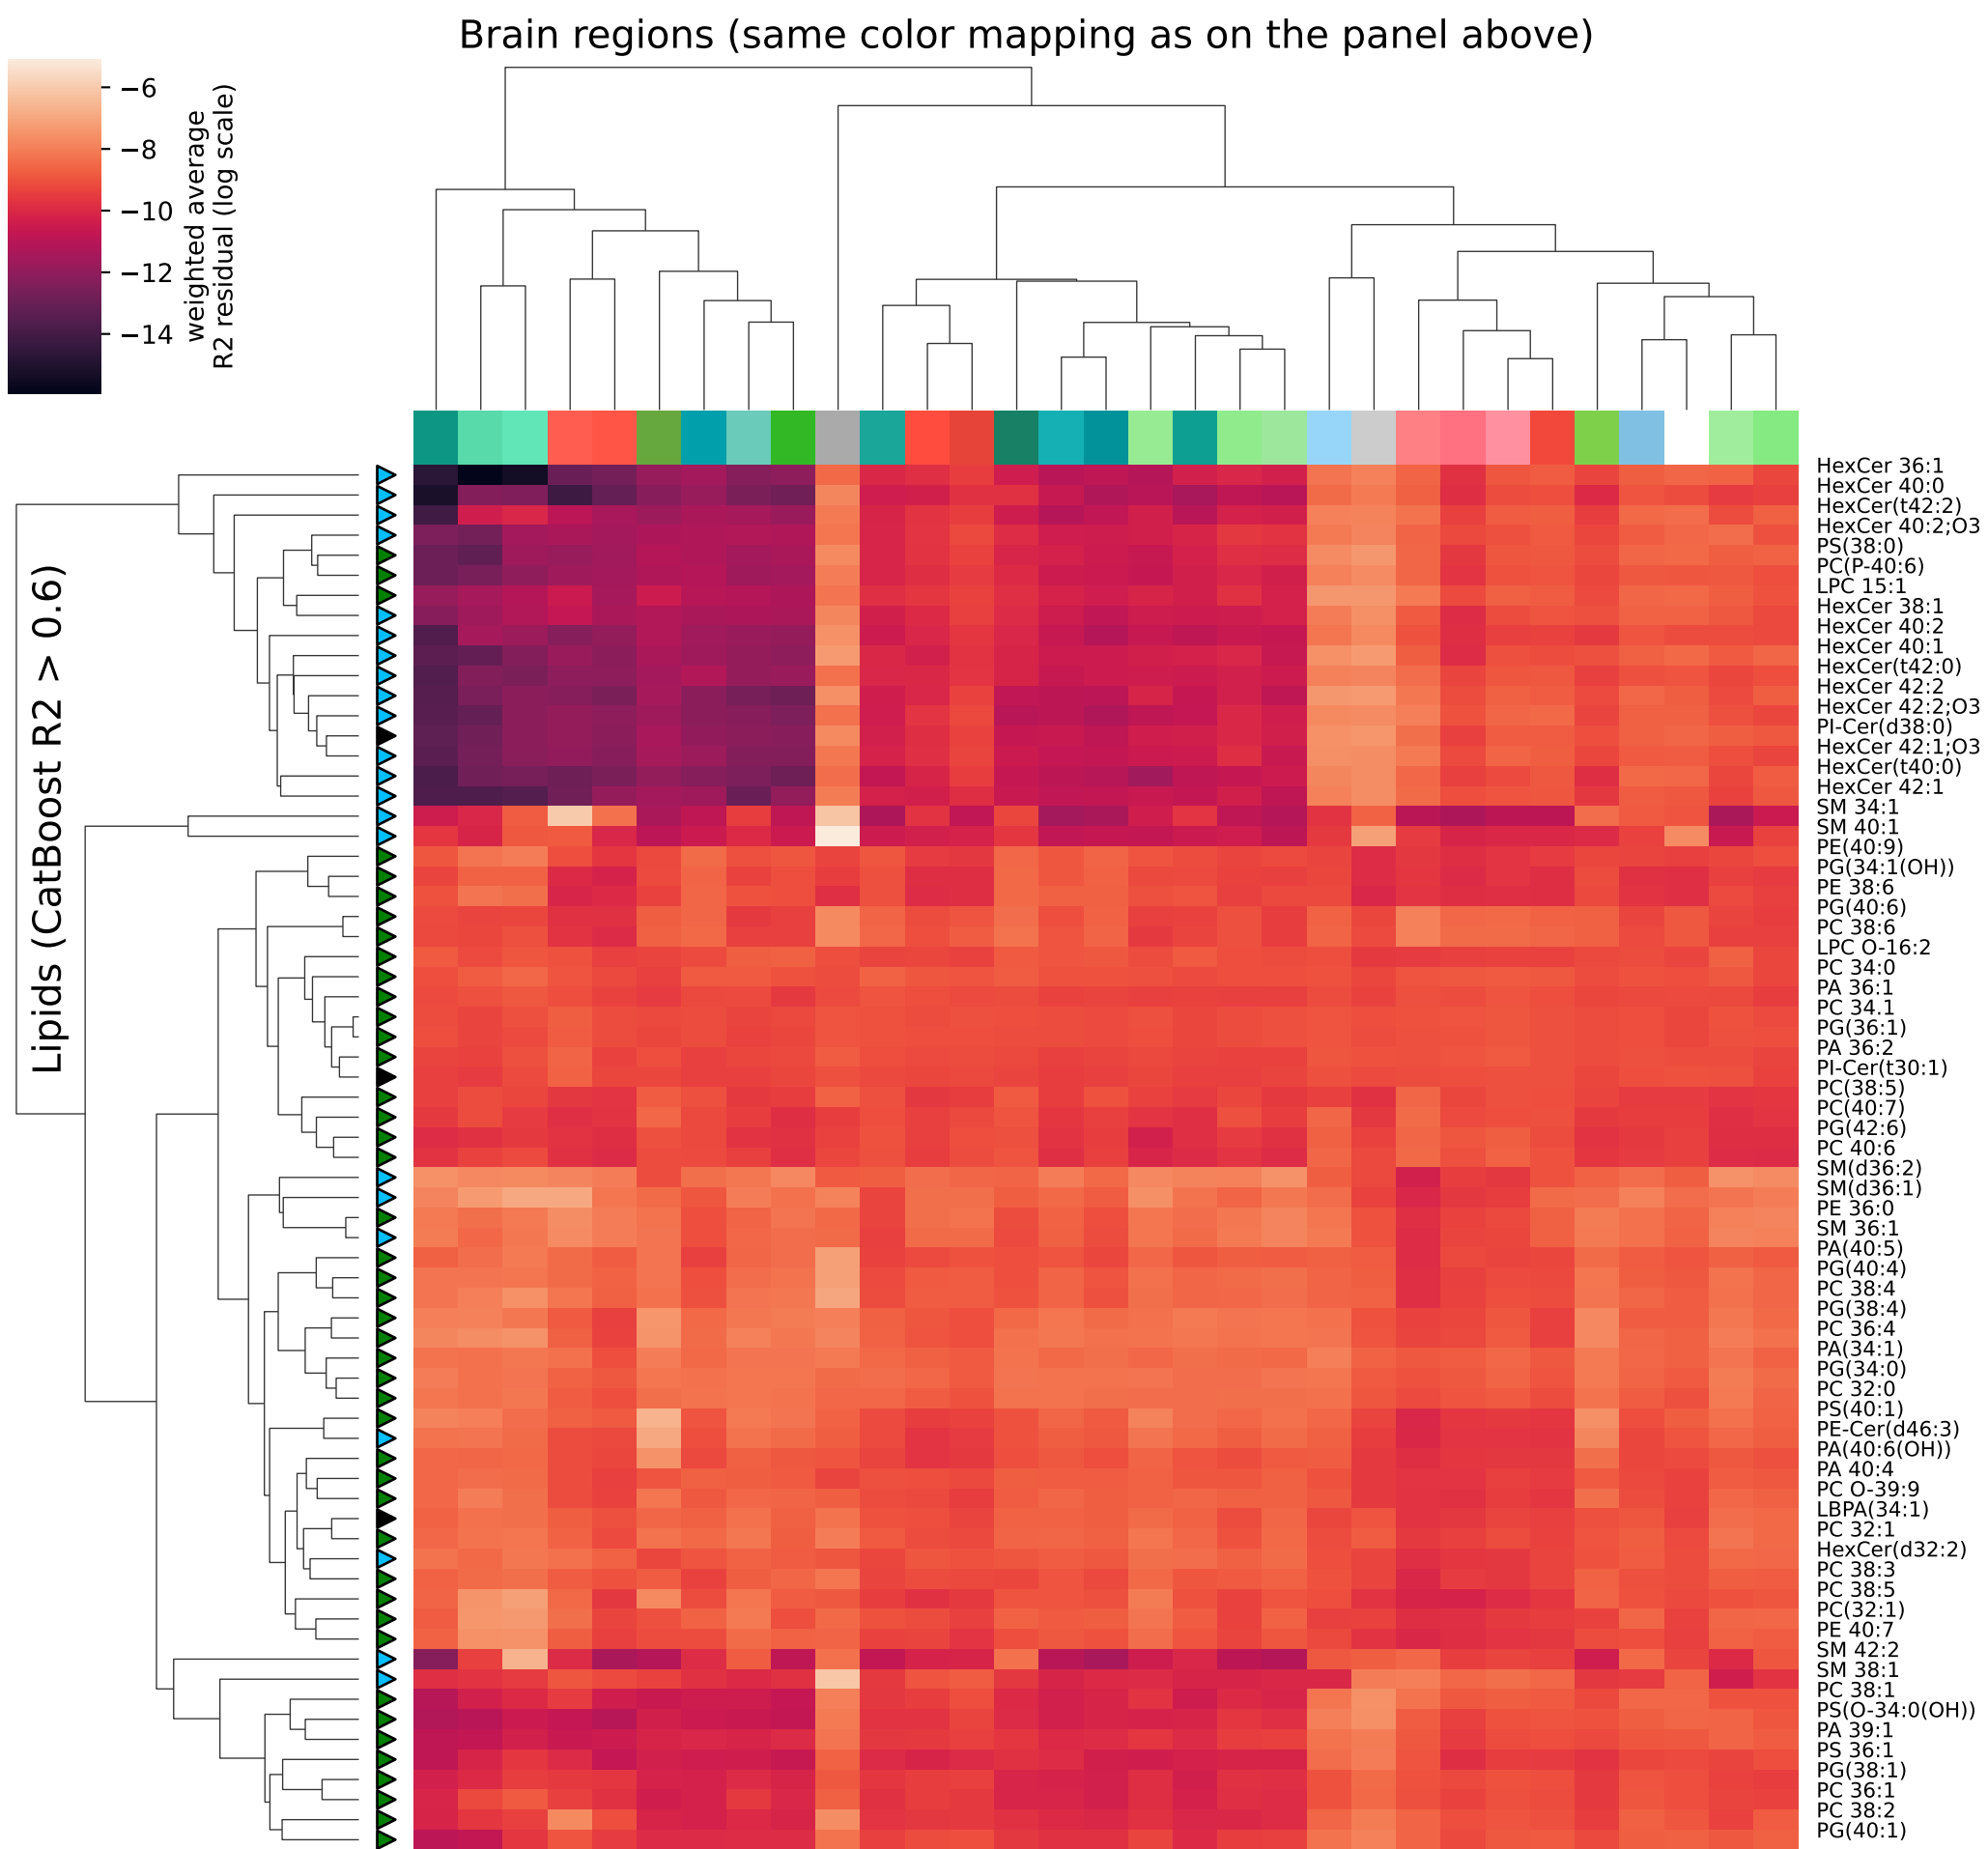 Brain regions (same color mapping as on the panel above)
−6
−8
−10
−12
−14
weighted average
R2 residual (log scale)
Lipids (CatBoost R2 > 0.6)
HexCer 36:1
HexCer 40:0
HexCer(t42:2)
HexCer 40:2;O3
PS(38:0)
PC(P-40:6)
LPC 15:1
HexCer 38:1
HexCer 40:2
HexCer 40:1
HexCer(t42:0)
HexCer 42:2
HexCer 42:2;O3
PI-Cer(d38:0)
HexCer 42:1;O3
HexCer(t40:0)
HexCer 42:1
SM 34:1
SM 40:1
PE(40:9)
PG(34:1(OH))
PE 38:6
PG(40:6)
PC 38:6
LPC O-16:2
PC 34:0
PA 36:1
PC 34.1
PG(36:1)
PA 36:2
PI-Cer(t30:1)
PC(38:5)
PC(40:7)
PG(42:6)
PC 40:6
SM(d36:2)
SM(d36:1)
PE 36:0
SM 36:1
PA(40:5)
PG(40:4)
PC 38:4
PG(38:4)
PC 36:4
PA(34:1)
PG(34:0)
PC 32:0
PS(40:1)
PE-Cer(d46:3)
PA(40:6(OH))
PA 40:4
PC O-39:9
LBPA(34:1)
PC 32:1
HexCer(d32:2)
PC 38:3
PC 38:5
PC(32:1)
PE 40:7
SM 42:2
SM 38:1
PC 38:1
PS(O-34:0(OH))
PA 39:1
PS 36:1
PG(38:1)
PC 36:1
PC 38:2
PG(40:1)